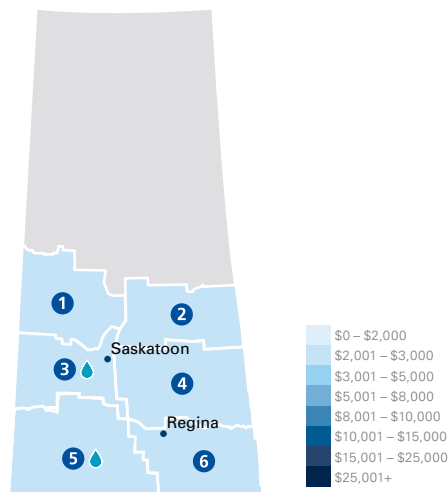 1
2
Saskatoon
3
4
Regina
5
6
$0 – $2,000
$2,001 – $3,000
$3,001 – $5,000
$5,001 – $8,000
$8,001 – $10,000
$10,001 – $15,000
$15,001 – $25,000
$25,001+